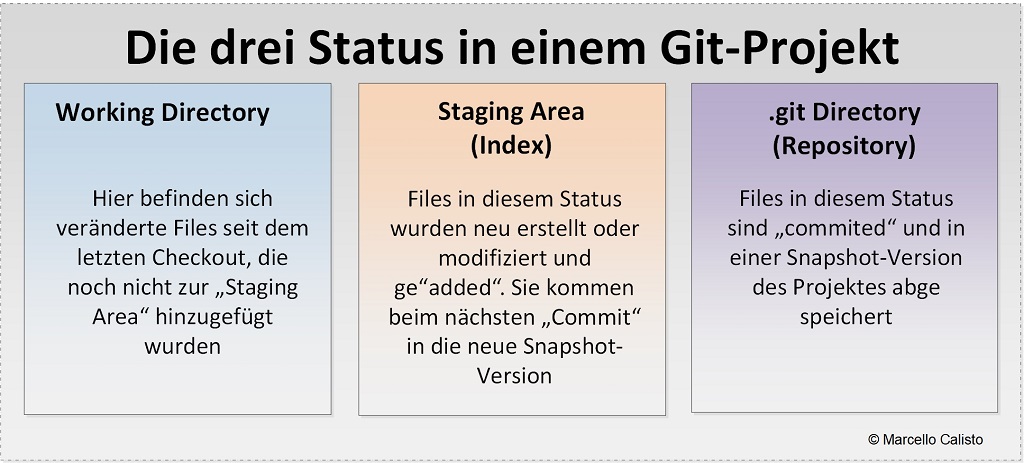 Die drei Status in einem Git-Projekt
Working Directory
Hier befinden sich
veränderte Files seit dem
letzten Checkout, die
noch nicht zur „Staging
Area“ hinzugefügt
wurden
Staging Area
(Index)
Files in diesem Status
wurden neu erstellt oder
modifiziert und
ge“added“. Sie kommen
beim nächsten „Commit“
in die neue Snapshot-
Version
.git Directory
(Repository)
Files in diesem Status
sind „commited“ und in
einer Snapshot-Version
des Projektes abge
speichert
© Marcello Calisto